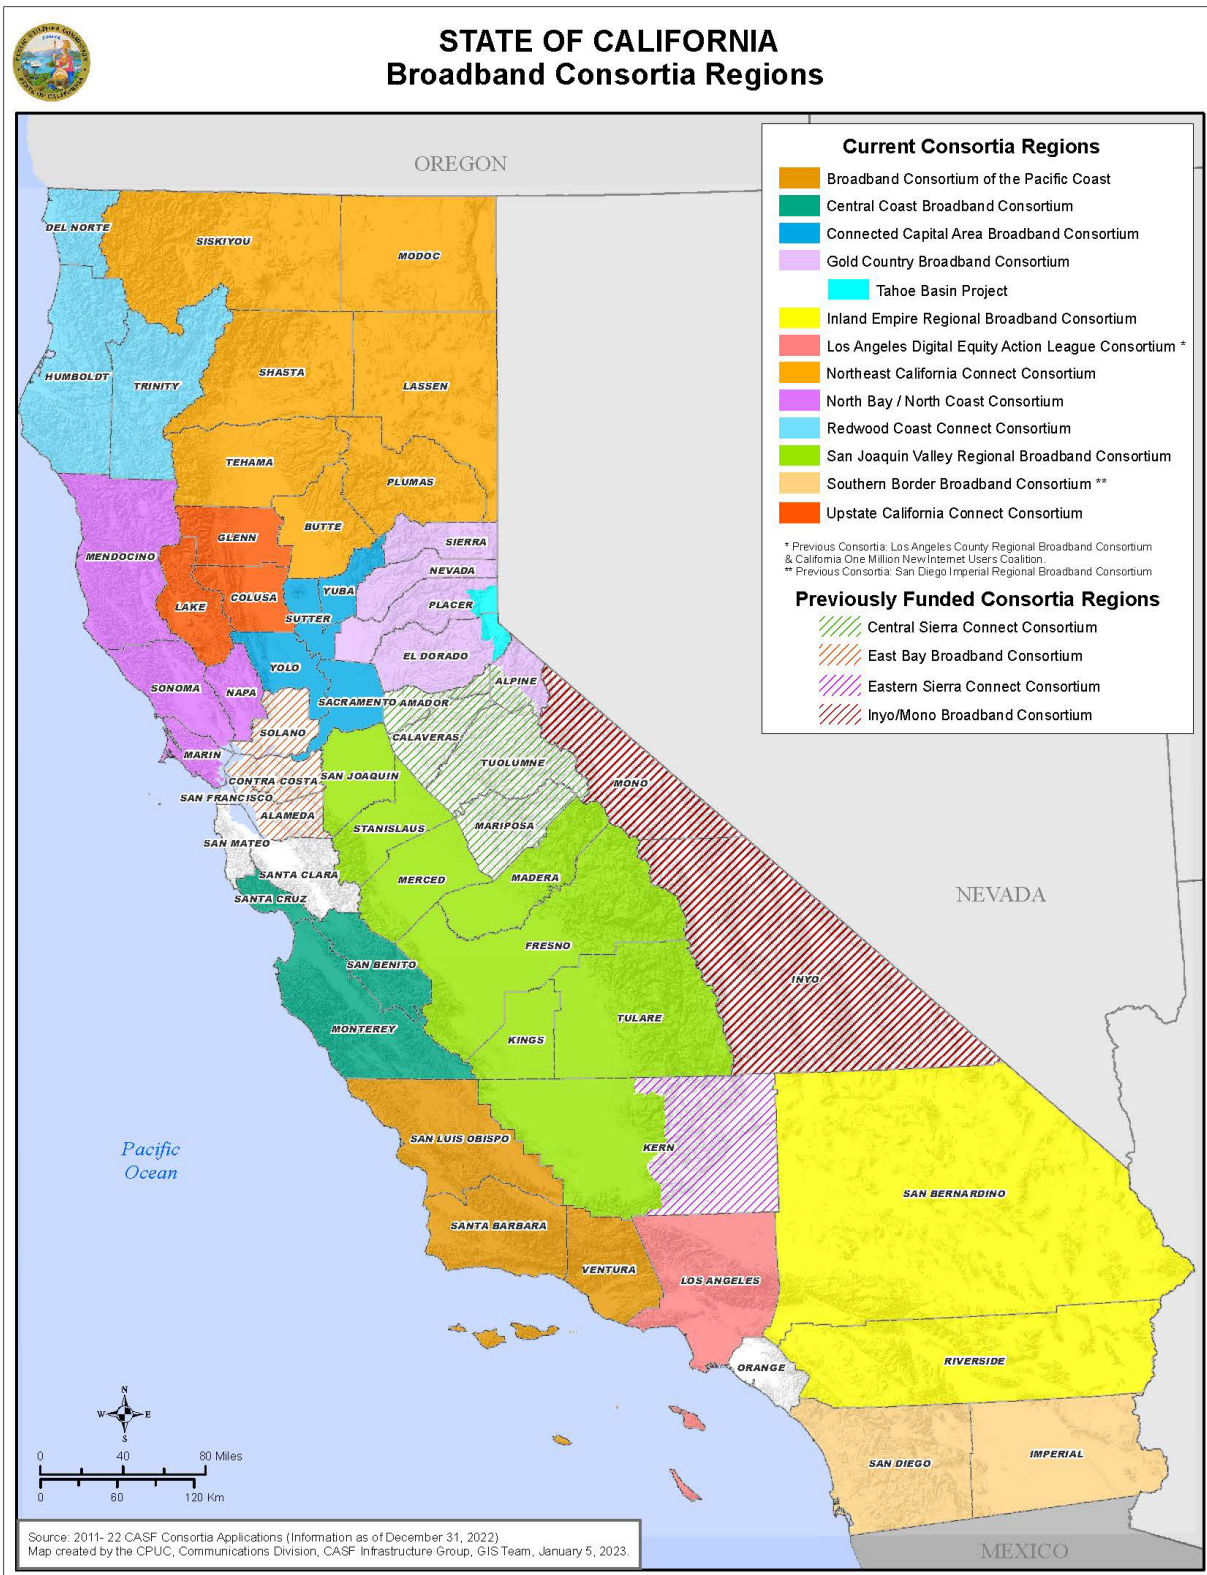 STATE OF CALIFORNIA
Broadband Consortia Regions
OREGON
Current Consortia Regions
Broadband Consortium of the Pacific Coast
Central Coast Broadband Consortium
Connected Capital Area Broadband Consortium
Gold Country Broadband Consortium
Tahoe Basin Project
Inland Empire Regional Broadband Consortium
Los Angeles Digital Equity Action League Consortium *
Northeast California Connect Consortium
North Bay / North Coast Consortium
Redwood Coast Connect Consortium
San Joaquin Valley Regional Broadband Consortium
Southern Border Broadband Consortium **
Upstate California Connect Consortium
* Previous Consortia: Los Angeles County Regional Broadband Consortium
& California One Million New Internet Users Coalition.
** Previous Consortia: San Diego Imperial Regional Broadband Consortium
Previously Funded Consortia Regions
Central Sierra Connect Consortium
East Bay Broadband Consortium
Eastern Sierra Connect Consortium
Inyo/Mono Broadband Consortium
DEL NORTE
SISKIYOU
MODOC
HUMBOLDT
TRINITY
SHASTA
LASSEN
TEHAMA
PLUMAS
BUTTE
GLENN
SIERRA
MENDOCINO
NEVADA
YUBA
COLUSA
LAKE
PLACER
SUTTER
EL DORADO
YOLO
ALPINE
SONOMA
NAPA
SACRAMENTO
AMADOR
SOLANO
CALAVERAS
MARIN
TUOLUMNE
CONTRA COSTA
SAN JOAQUIN
MONO
SAN FRANCISCO
ALAMEDA
STANISLAUS
MARIPOSA
SAN MATEO
SANTA CLARA
MERCED
MADERA
SANTA CRUZ
NEVADA
FRESNO
SAN BENITO
INYO
TULARE
MONTEREY
KINGS
SAN LUIS OBISPO
KERN
Pacific
Ocean
SAN BERNARDINO
SANTA BARBARA
VENTURA
LOS ANGELES
RIVERSIDE
ORANGE
IMPERIAL
SAN DIEGO
MEXICO
N
W
E
S
0 40 80 Miles
0 60 120 Km
Source: 2011- 22 CASF Consortia Applications (Information as of December 31, 2022)
Map created by the CPUC, Communications Division, CASF Infrastructure Group, GIS Team, January 5, 2023.